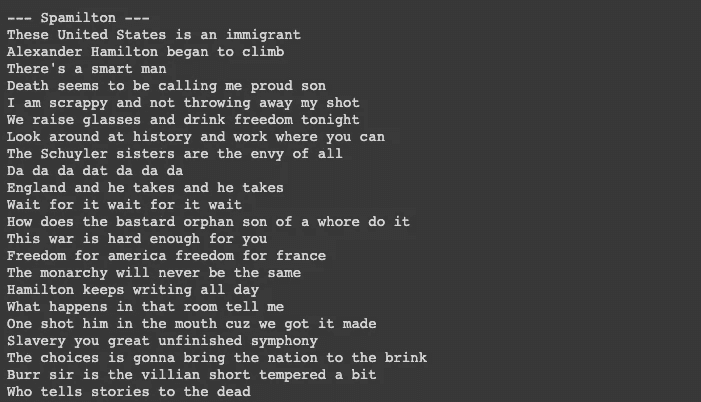 --- Spamilton ---
These United States is an immigrant
Alexander Hamilton began to climb
There's a smart man
Death seems to be calling me proud son
I am scrappy and not throwing away my shot
We raise glasses and drink freedom tonight
Look around at history and work where you can
The Schuyler sisters are the envy of all
Da da da dat da da da
England and he takes and he takes
Wait for it wait for it wait
How does the bastard orphan son of a whore do it
This war is hard enough for you
Freedom for america freedom for france
The monarchy will never be the same
Hamilton keeps writing all day
What happens in that room tell me
One shot him in the mouth cuz we got it made
Slavery you great unfinished symphony
The choices is gonna bring the nation to the brink
Burr sir is the villian short tempered a bit
Who tells stories to the dead